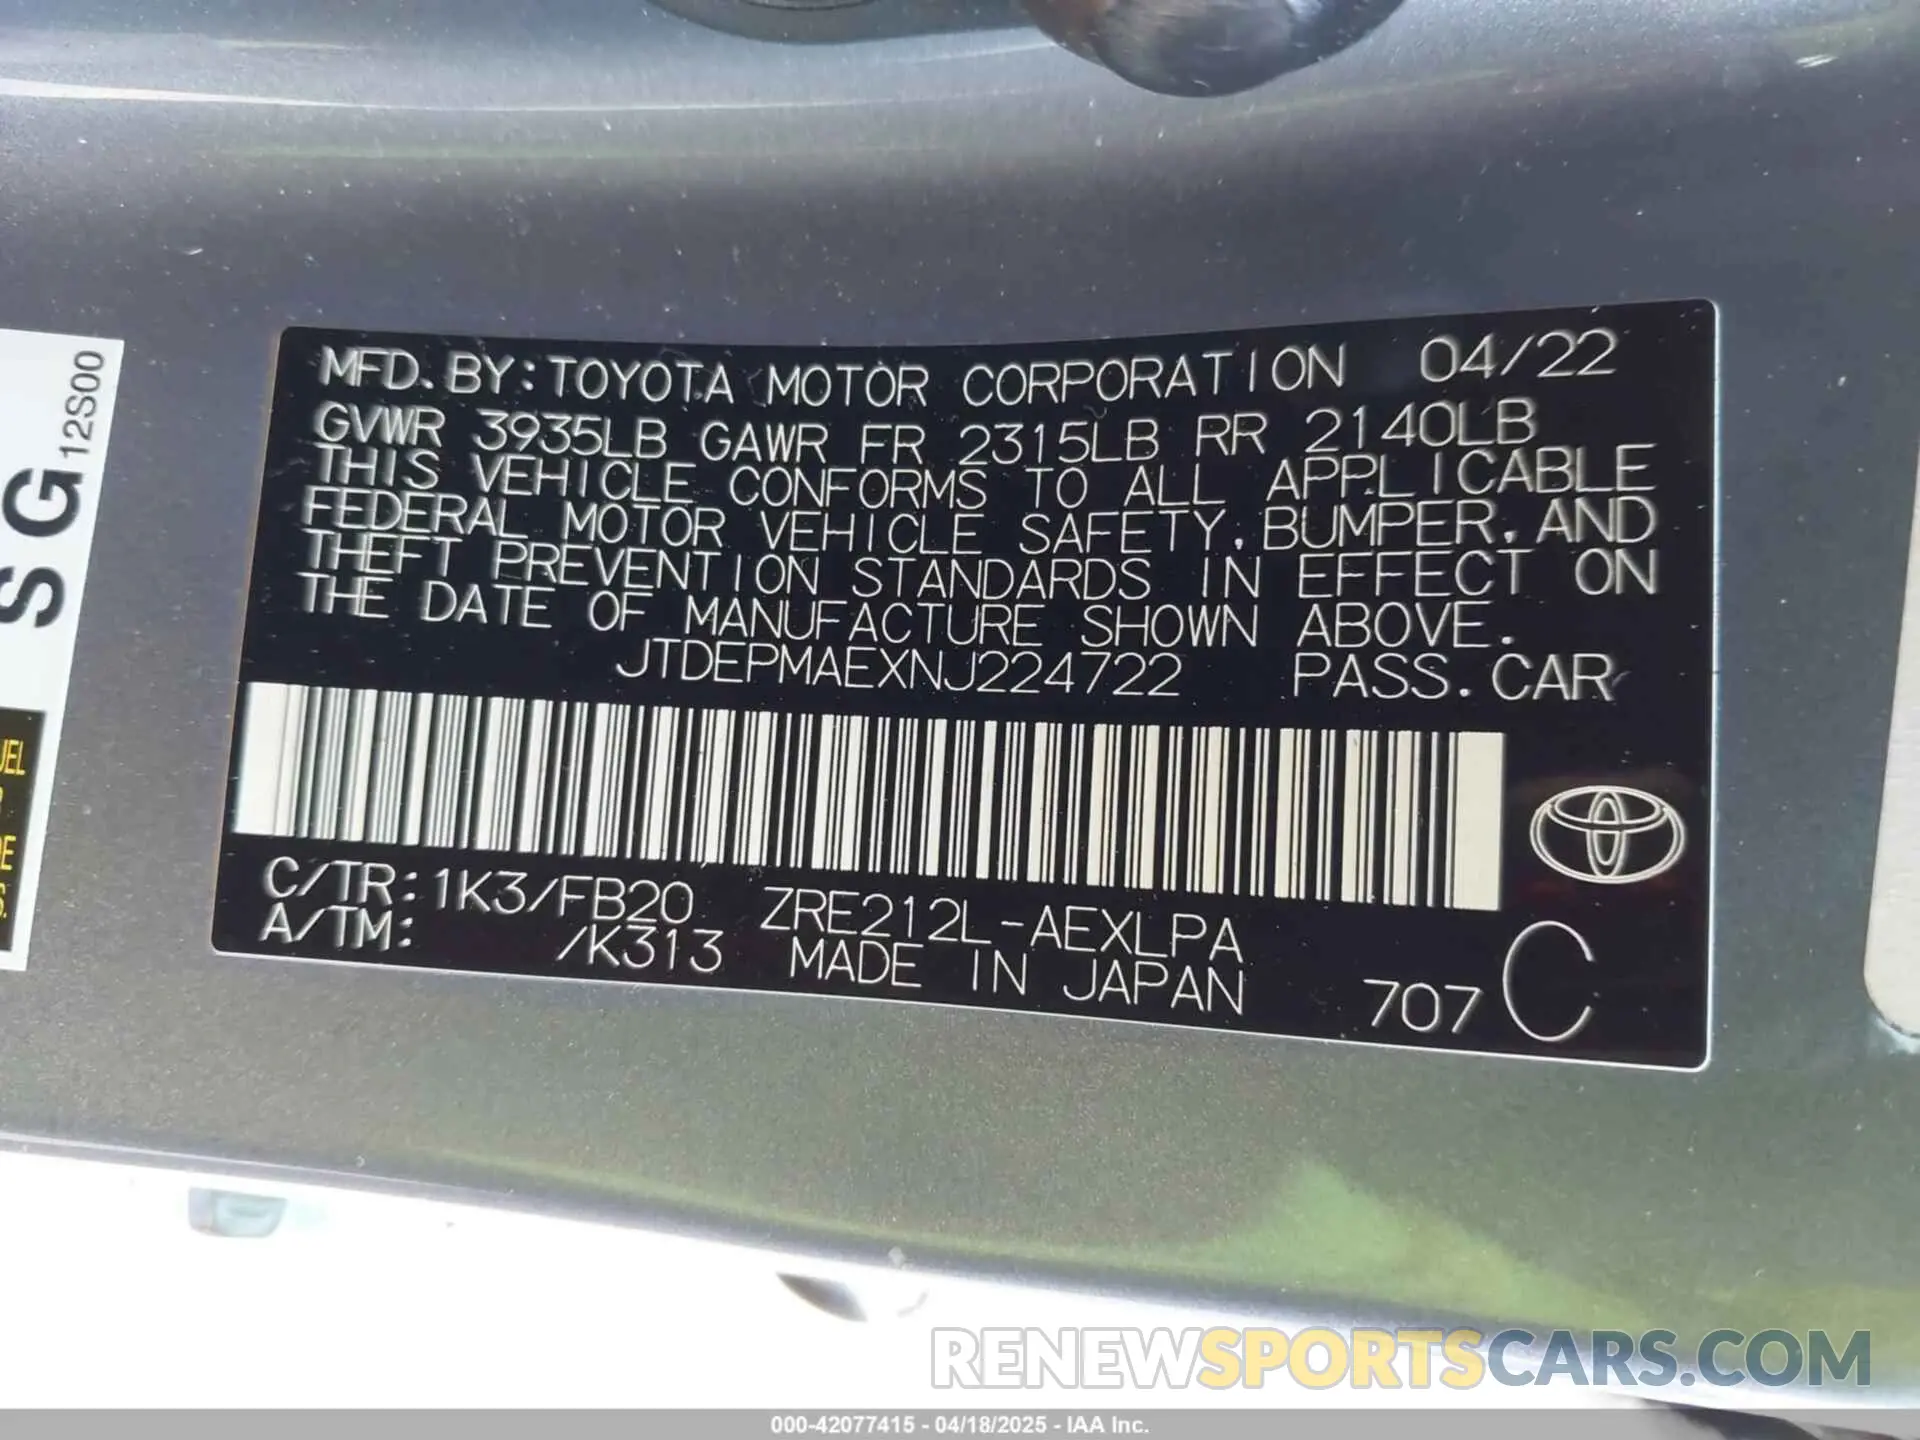 MFD. BY: TOYOTA MOTOR CORPORATION 04/22
GVWR 3935LB GAWR FR 2315LB RR 2140LB
THIS VEHICLE CONFORMS TO ALL APPLICABLE
FEDERAL MOTOR VEHICLE SAFETY, BUMPER, AND
THEFT PREVENTION STANDARDS IN EFFECT ON
THE DATE OF MANUFACTURE SHOWN ABOVE.
JTDEPMAEXNJ224722 PASS. CAR
C/TR: 1K3/FB20 ZRE212L-AEXLPA
A/TM: /K313 MADE IN JAPAN 707 C
SG
12S00
RENEWSPORTSCARS.COM
000-42077415 - 04/18/2025 - IAA Inc.